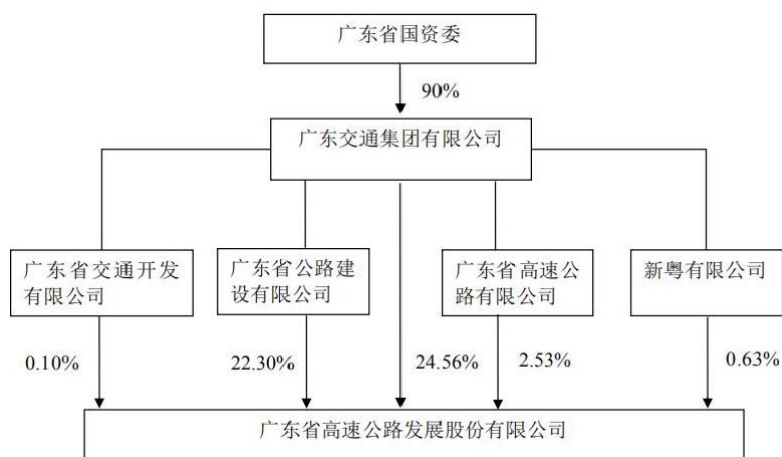 广东省国资委
90%
广东交通集团有限公司
广东省交通开发
有限公司
广东省公路建
设有限公司
广东省高速公
路有限公司
新粤有限公司
0.10%
22.30%
24.56%
2.53%
0.63%
广东省高速公路发展股份有限公司